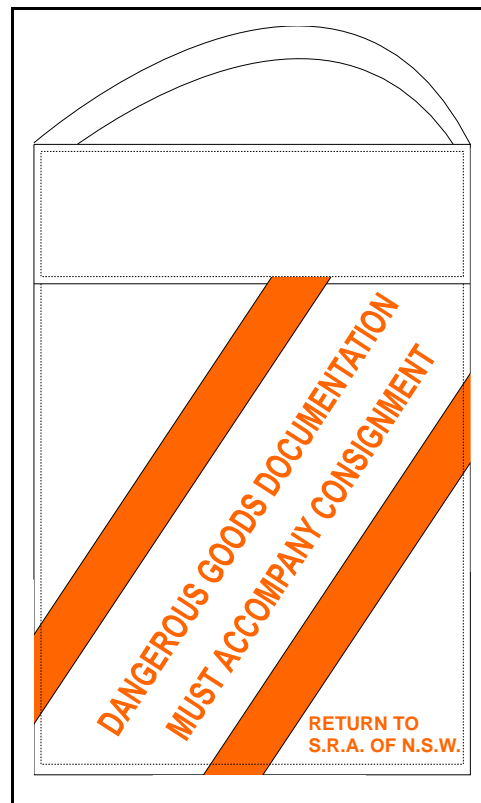 DANGEROUS GOODS DOCUMENTATION
MUST ACCOMPANY CONSIGNMENT
RETURN TO
S.R.A. OF N.S.W.